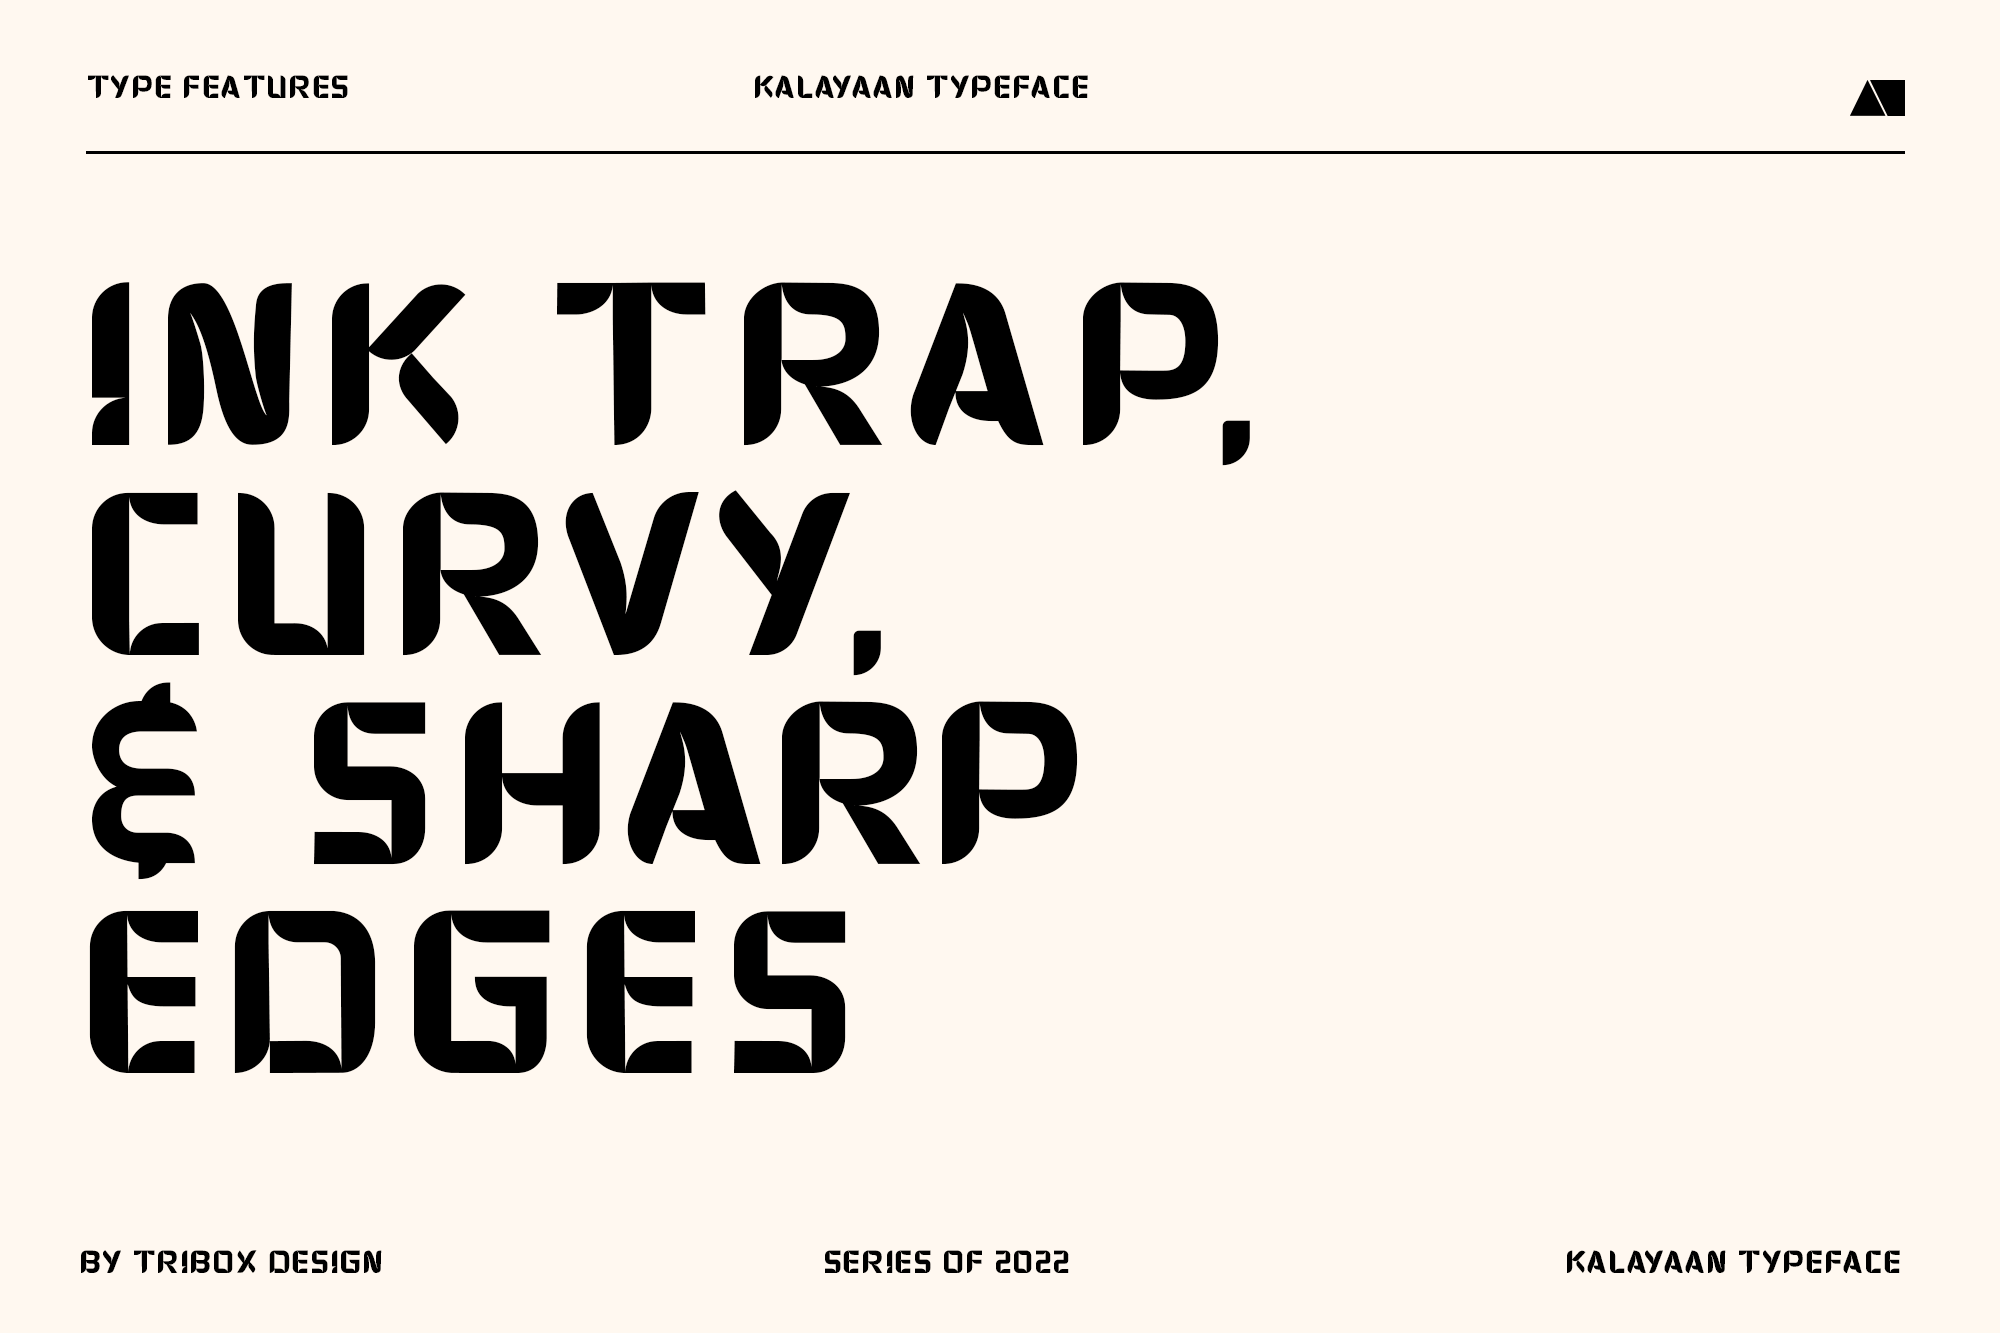 TYPE FEATURES
KALAYAAN TYPEFACE
INK TRAP,
CURVY,
& SHARP
EDGES
BY TRIBOX DESIGN
SERIES OF 2022
KALAYAAN TYPEFACE